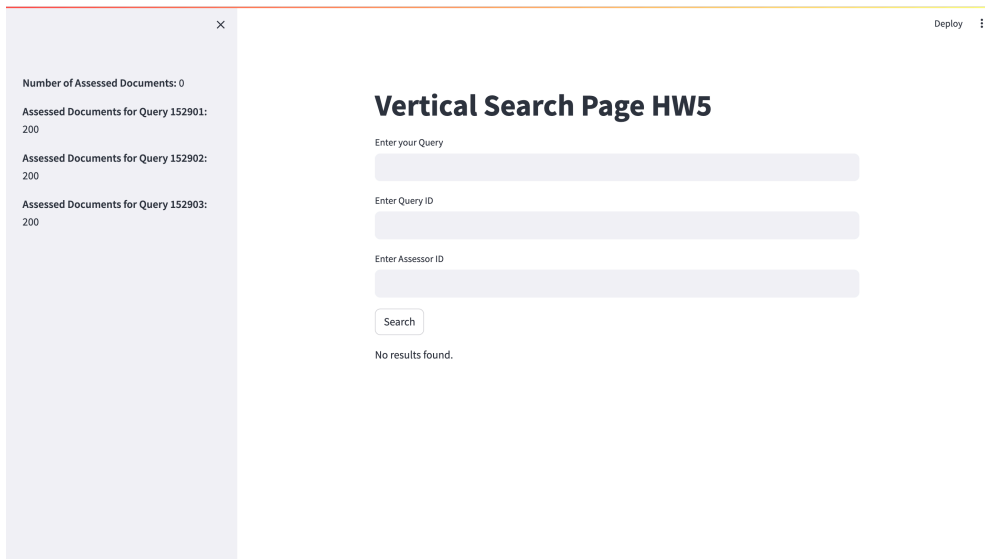 Deploy
Number of Assessed Documents: 0
Assessed Documents for Query 152901:
200
Assessed Documents for Query 152902:
200
Assessed Documents for Query 152903:
200
Vertical Search Page HW5
Enter your Query
Enter Query ID
Enter Assessor ID
Search
No results found.